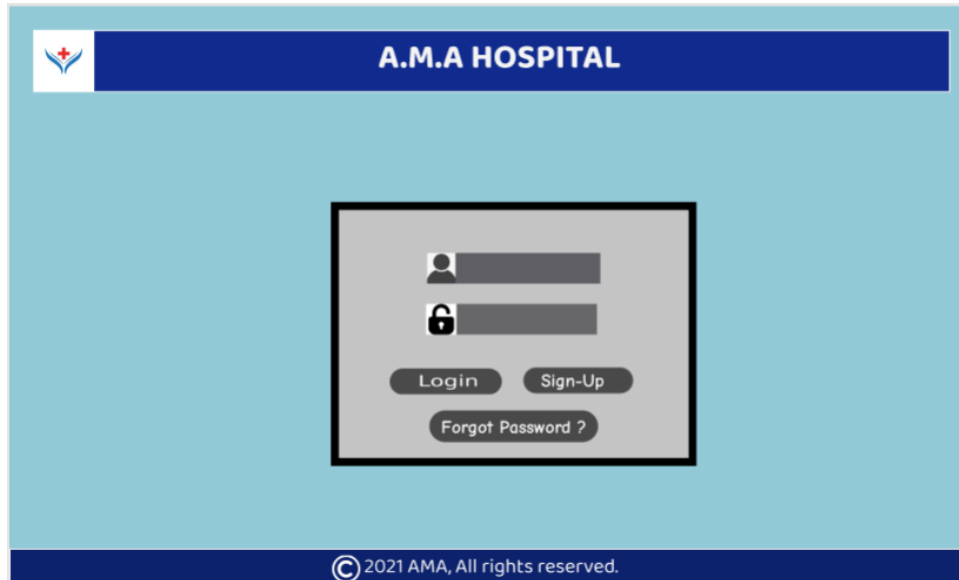 A.M.A HOSPITAL
Login
Sign-Up
Forgot Password ?
© 2021 AMA, All rights reserved.